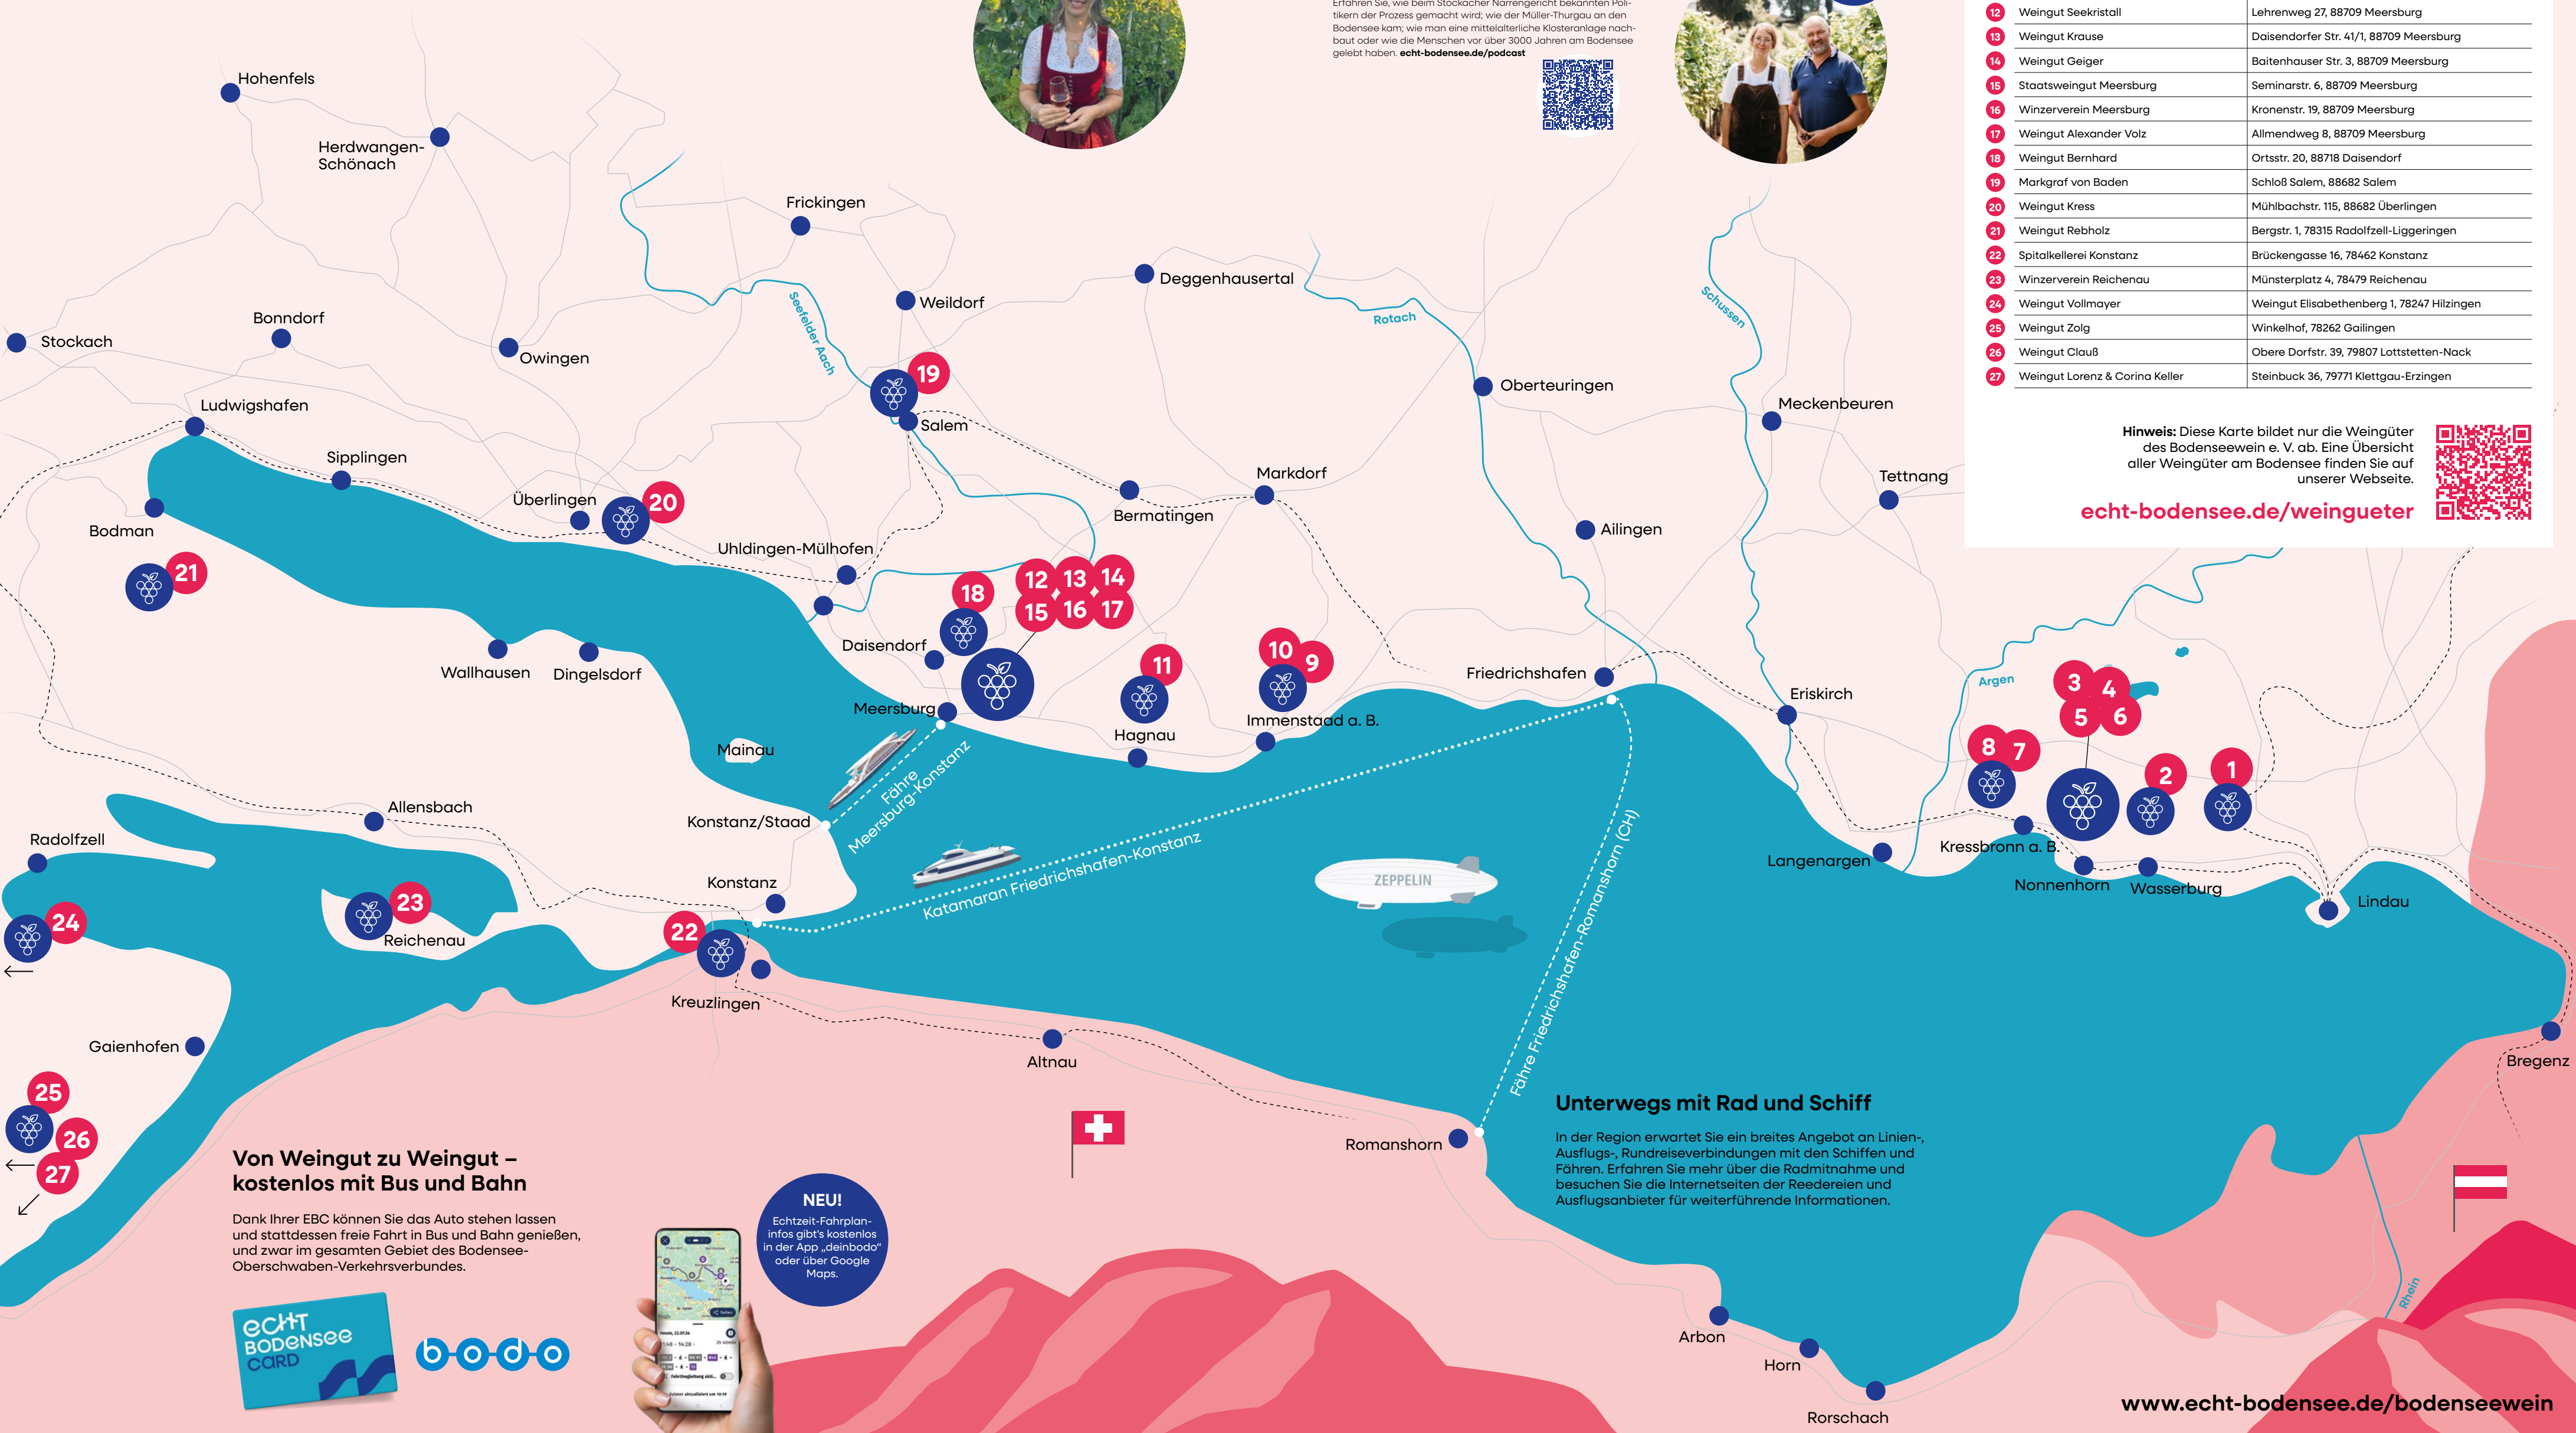 Erfahren Sie, wie beim Stockacher Narrengericht bekannten Poli-
tikern der Prozess gemacht wird; wie der Müller-Thurgau an den
Bodensee kam; wie man eine mittelalterliche Klosteranlage nach-
baut oder wie die Menschen vor über 3000 Jahren am Bodensee
gelebt haben. echt-bodensee.de/podcast
12 Weingut Seekristall Lehrenweg 27, 88709 Meersburg
13 Weingut Krause Daisendorfer Str. 41/1, 88709 Meersburg
14 Weingut Geiger Baitenhauser Str. 3, 88709 Meersburg
15 Staatsweingut Meersburg Seminarstr. 6, 88709 Meersburg
16 Winzerverein Meersburg Kronenstr. 19, 88709 Meersburg
17 Weingut Alexander Volz Allmendweg 8, 88709 Meersburg
18 Weingut Bernhard Ortsstr. 20, 88718 Daisendorf
19 Markgraf von Baden Schloß Salem, 88682 Salem
20 Weingut Kress Mühlbachstr. 115, 88682 Überlingen
21 Weingut Rebholz Bergstr. 1, 78315 Radolfzell-Liggeringen
22 Spitalkellerei Konstanz Brückengasse 16, 78462 Konstanz
23 Winzerverein Reichenau Münsterplatz 4, 78479 Reichenau
24 Weingut Vollmayer Weingut Elisabethenberg 1, 78247 Hilzingen
25 Weingut Zolg Winkelhof, 78262 Gailingen
26 Weingut Clauß Obere Dorfstr. 39, 79807 Lottstetten-Nack
27 Weingut Lorenz & Corina Keller Steinbuck 36, 79771 Klettgau-Erzingen
Hinweis: Diese Karte bildet nur die Weingüter
des Bodenseewein e. V. ab. Eine Übersicht
aller Weingüter am Bodensee finden Sie auf
unserer Webseite.
echt-bodensee.de/weingueter
Hohenfels
Herdwangen-
Schönach
Frickingen
Deggenhausertal
Weildorf
Seefelder Aach
Rotach
Schussen
Bonndorf
Stockach
Owingen
19
Salem
Oberteuringen
Meckenbeuren
Ludwigshafen
Sipplingen
Markdorf
Tettnang
Überlingen
20
Bermatingen
Bodman
Ailingen
Uhldingen-Mülhofen
21
18
12 13 14
15 16 17
Daisendorf
11
10 9
Wallhausen
Dingelsdorf
Friedrichshafen
Argen
3 4
5 6
Eriskirch
Meersburg
Immenstaad a. B.
Hagnau
Mainau
8 7
2
1
Fähre
Meersburg-Konstanz
Allensbach
Konstanz/Staad
Radolfzell
Kressbronn a. B.
Langenargen
Katamaran Friedrichshafen-Konstanz
ZEPPELIN
Fähre Friedrichshafen-Romanshorn (CH)
Konstanz
Nonnenhorn
Wasserburg
Lindau
23
24
Reichenau
22
Kreuzlingen
Gaienhofen
Altnau
Bregenz
25
26
27
Romanshorn
Unterwegs mit Rad und Schiff
In der Region erwartet Sie ein breites Angebot an Linien-,
Ausflugs-, Rundreiseverbindungen mit den Schiffen und
Fähren. Erfahren Sie mehr über die Radmitnahme und
besuchen Sie die Internetseiten der Reedereien und
Ausflugsanbieter für weiterführende Informationen.
Von Weingut zu Weingut –
kostenlos mit Bus und Bahn
Dank Ihrer EBC können Sie das Auto stehen lassen
und stattdessen freie Fahrt in Bus und Bahn genießen,
und zwar im gesamten Gebiet des Bodensee-
Oberschwaben-Verkehrsverbundes.
NEU!
Echtzeit-Fahrplan-
infos gibt's kostenlos
in der App „deinbodo“
oder über Google
Maps.
echt
BODENSEE
CARD
bodo
Rhein
Arbon
Horn
Rorschach
www.echt-bodensee.de/bodenseewein